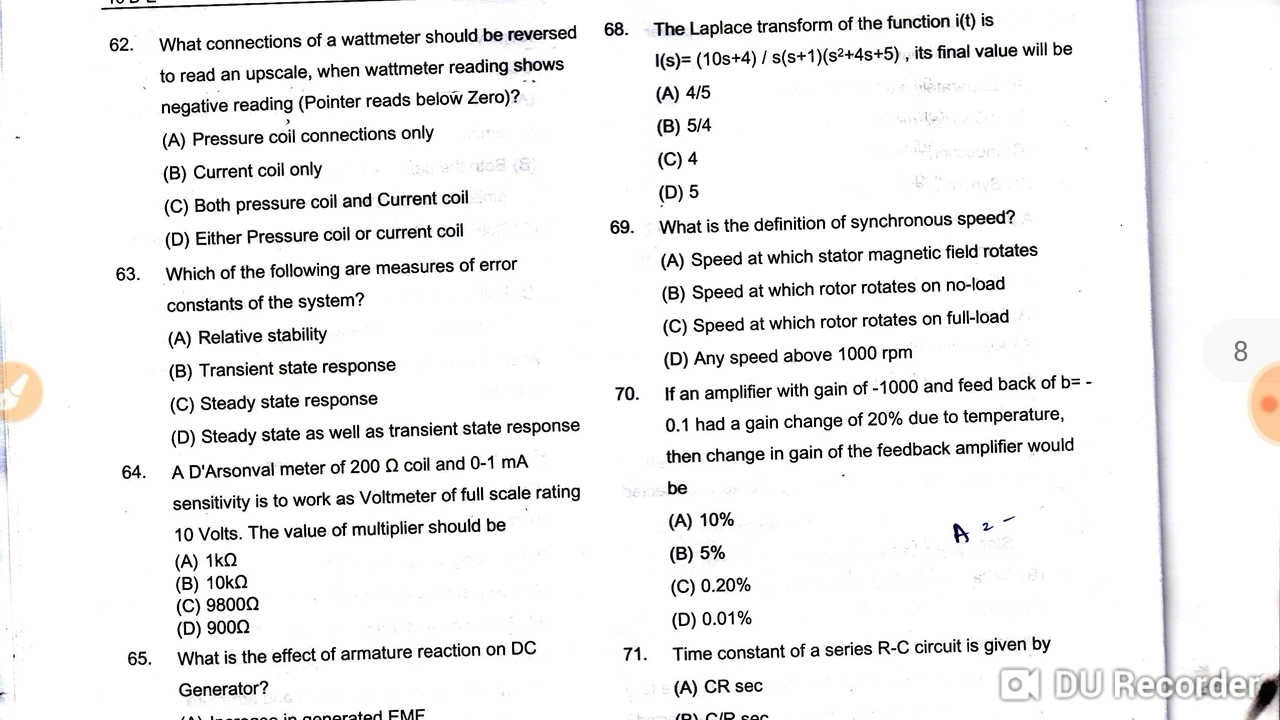 62. What connections of a wattmeter should be reversed
to read an upscale, when wattmeter reading shows
negative reading (Pointer reads below Zero)?
(A) Pressure coil connections only
(B) Current coil only
(C) Both pressure coil and Current coil
(D) Either Pressure coil or current coil
63. Which of the following are measures of error
constants of the system?
(A) Relative stability
(B) Transient state response
(C) Steady state response
(D) Steady state as well as transient state response
64. A D'Arsonval meter of 200 Ω coil and 0-1 mA
sensitivity is to work as Voltmeter of full scale rating
10 Volts. The value of multiplier should be
(A) 1kΩ
(B) 10kΩ
(C) 9800Ω
(D) 900Ω
65. What is the effect of armature reaction on DC
Generator?
(A) Increase in generated EMF
68. The Laplace transform of the function i(t) is
I(s)= (10s+4) / s(s+1)(s²+4s+5) , its final value will be
(A) 4/5
(B) 5/4
(C) 4
(D) 5
69. What is the definition of synchronous speed?
(A) Speed at which stator magnetic field rotates
(B) Speed at which rotor rotates on no-load
(C) Speed at which rotor rotates on full-load
(D) Any speed above 1000 rpm
70. If an amplifier with gain of -1000 and feed back of b= -
0.1 had a gain change of 20% due to temperature,
then change in gain of the feedback amplifier would
be
(A) 10%
(B) 5%
(C) 0.20%
(D) 0.01%
A = -
71. Time constant of a series R-C circuit is given by
(A) CR sec
(B) C/R sec
8
DU Recorder